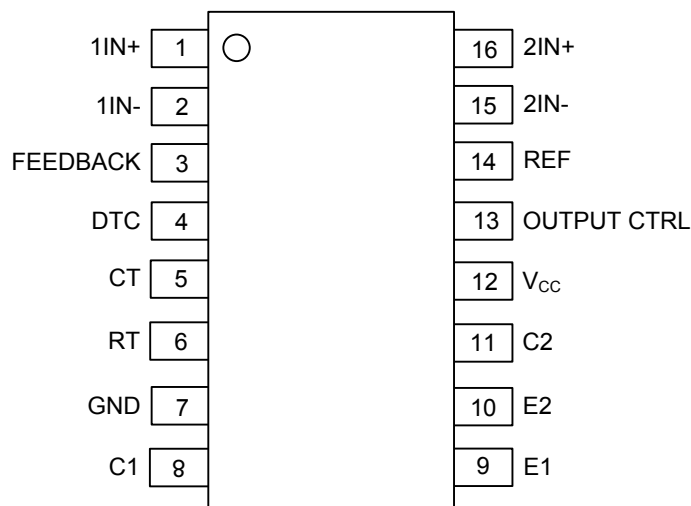 1IN+ 1 16 2IN+
1IN- 2 15 2IN-
FEEDBACK 3 14 REF
DTC 4 13 OUTPUT CTRL
CT 5 12 VCC
RT 6 11 C2
GND 7 10 E2
C1 8 9 E1